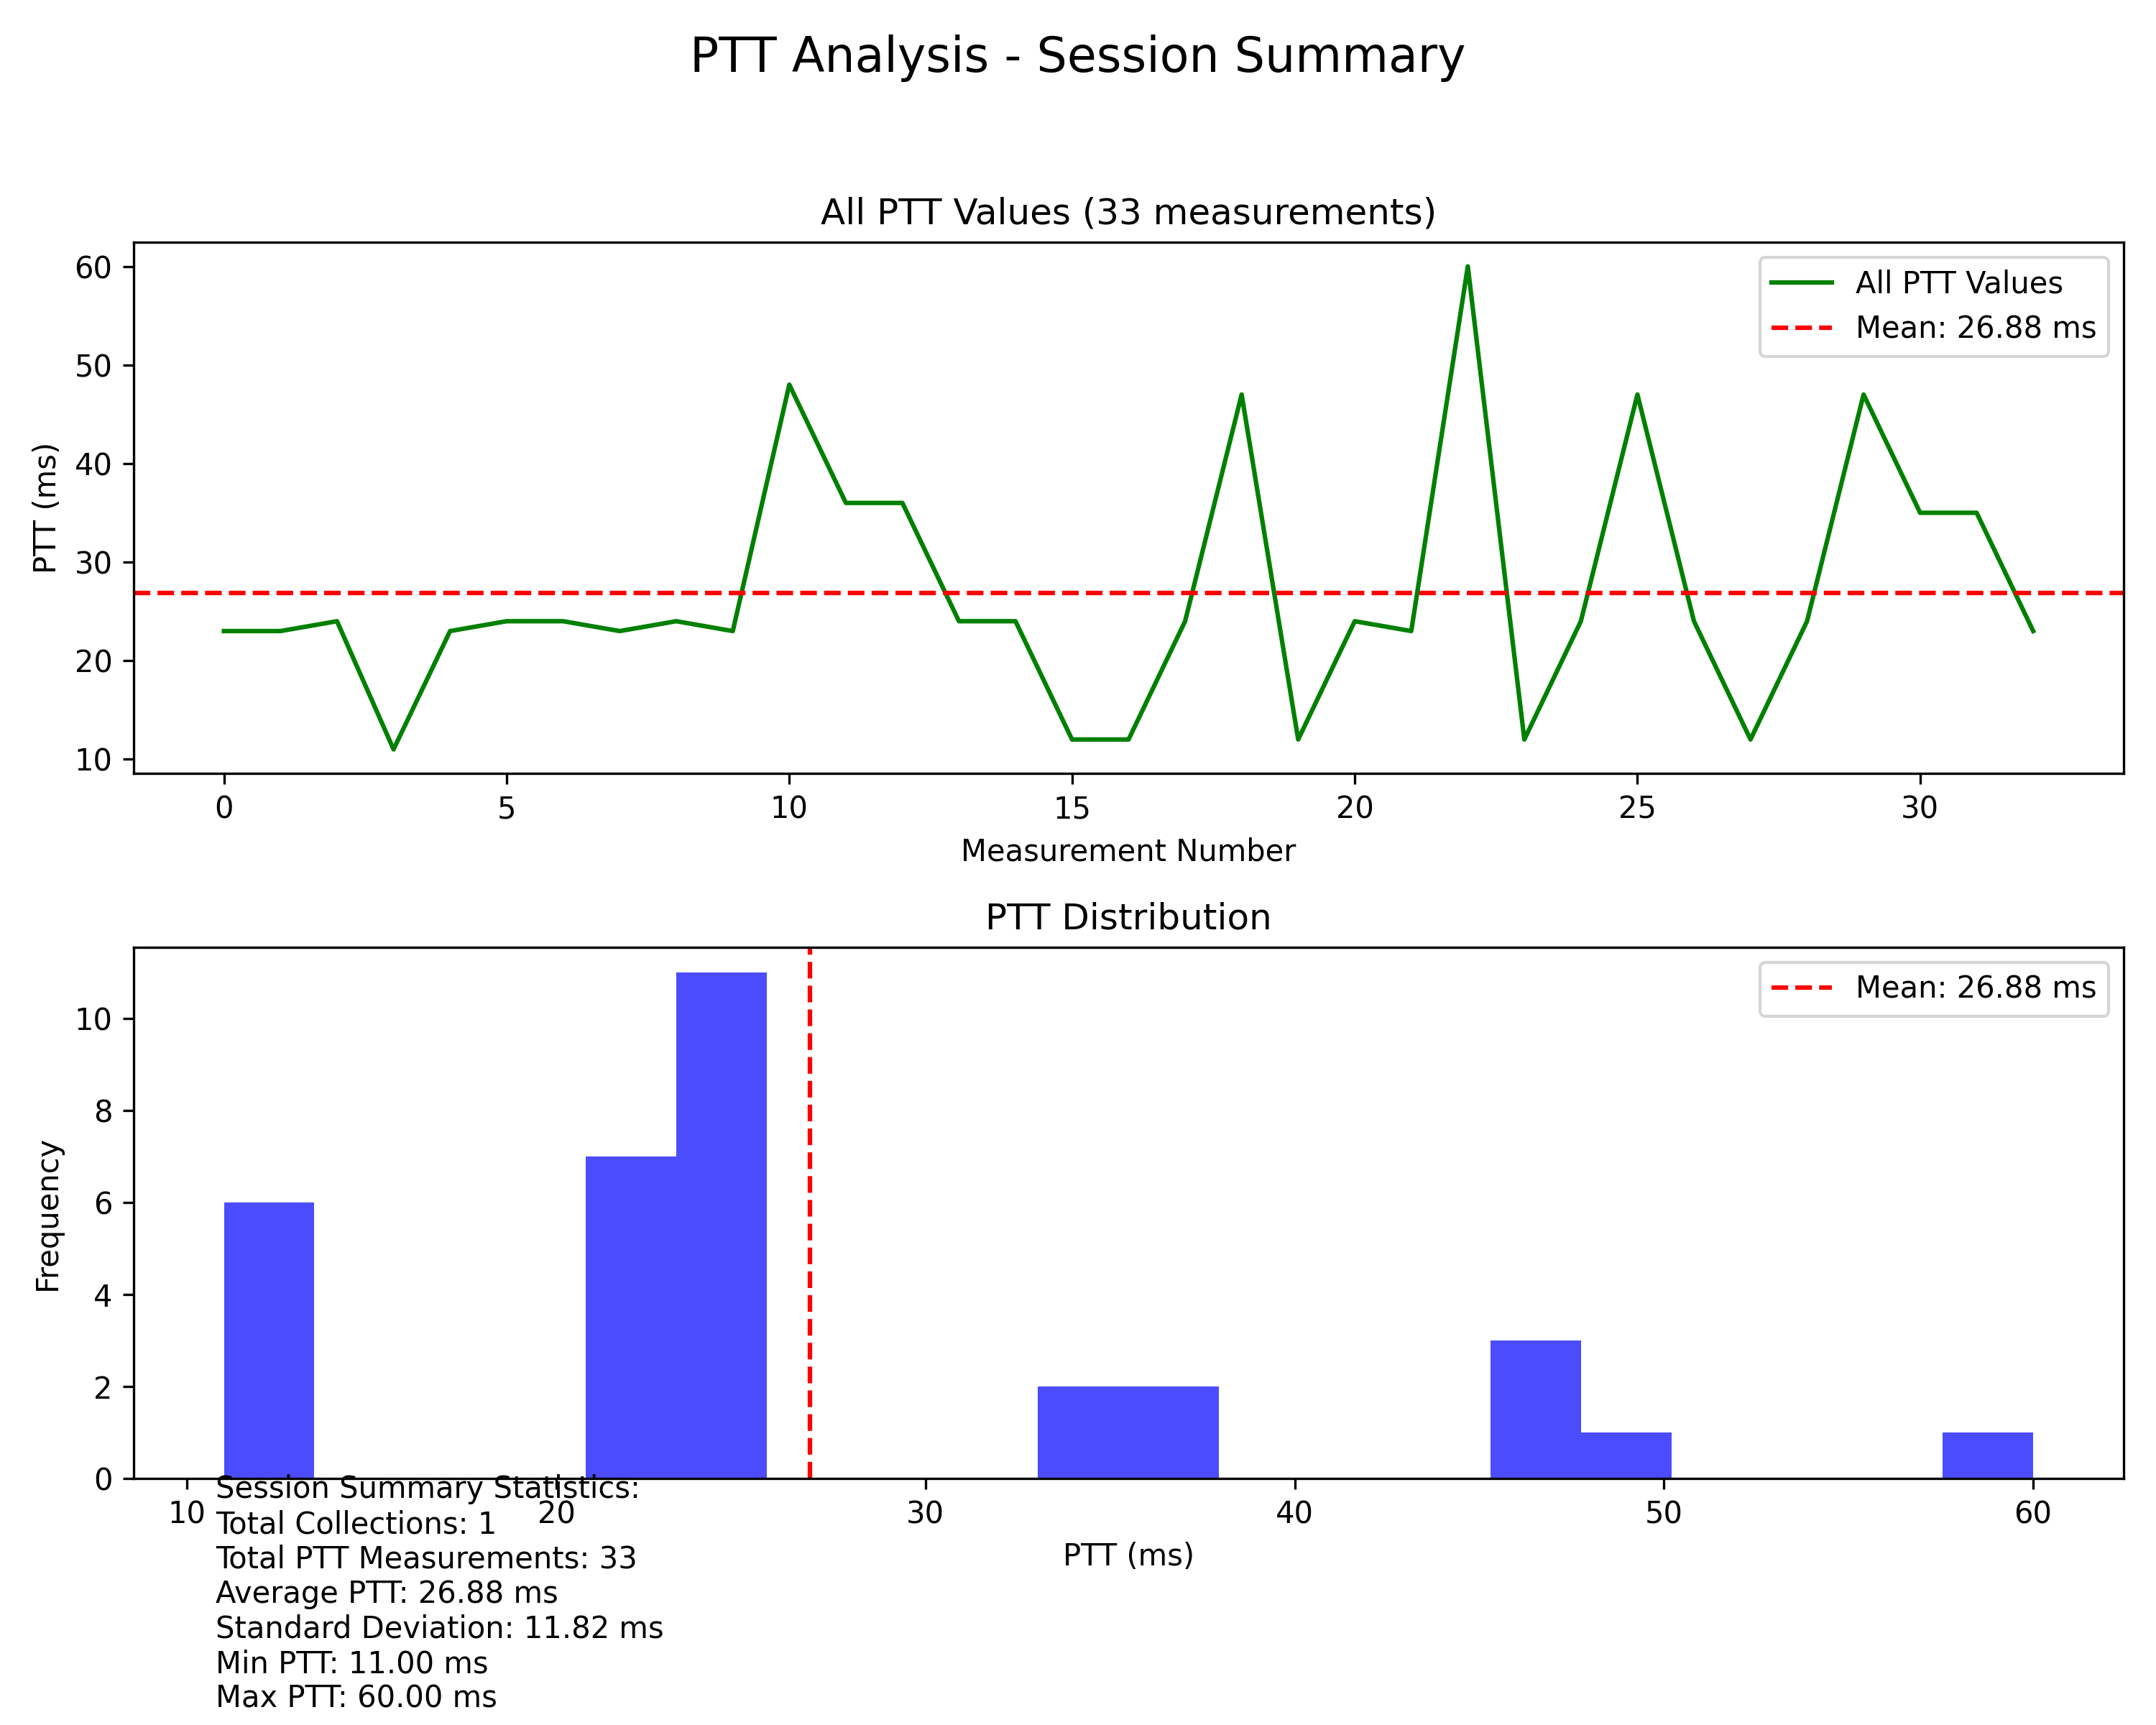 PTT Analysis - Session Summary
All PTT Values (33 measurements)
60
50
40
30
20
10
PTT (ms)
All PTT Values
Mean: 26.88 ms
0 5 10 15 20 25 30
Measurement Number
PTT Distribution
10
8
6
4
2
0
Frequency
Mean: 26.88 ms
10 20 30 40 50 60
PTT (ms)
Session Summary Statistics:
Total Collections: 1
Total PTT Measurements: 33
Average PTT: 26.88 ms
Standard Deviation: 11.82 ms
Min PTT: 11.00 ms
Max PTT: 60.00 ms